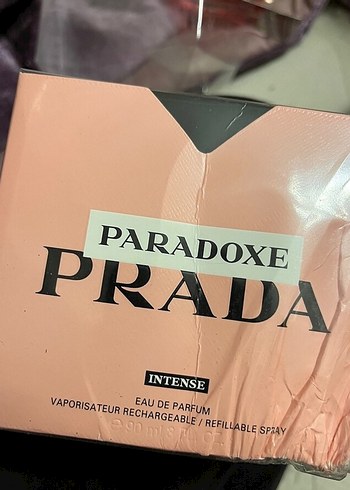 PARADOXE
PRADA
INTENSE
EAU DE PARFUM
VAPORISATEUR RECHARGEABLE / REFILLABLE SPRAY